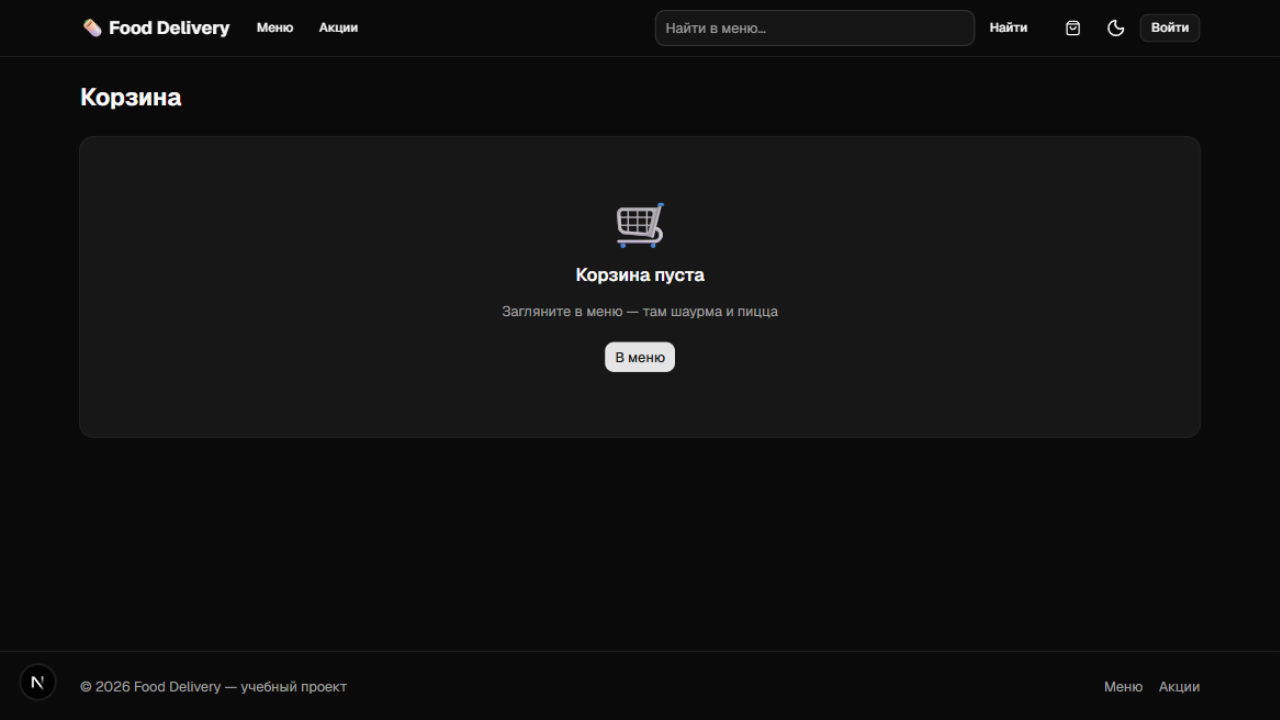 Food Delivery
Меню
Акции
Найти в меню...
Найти
Войти
Корзина
Корзина пуста
Загляните в меню — там шаурма и пицца
В меню
N
© 2026 Food Delivery — учебный проект
Меню
Акции